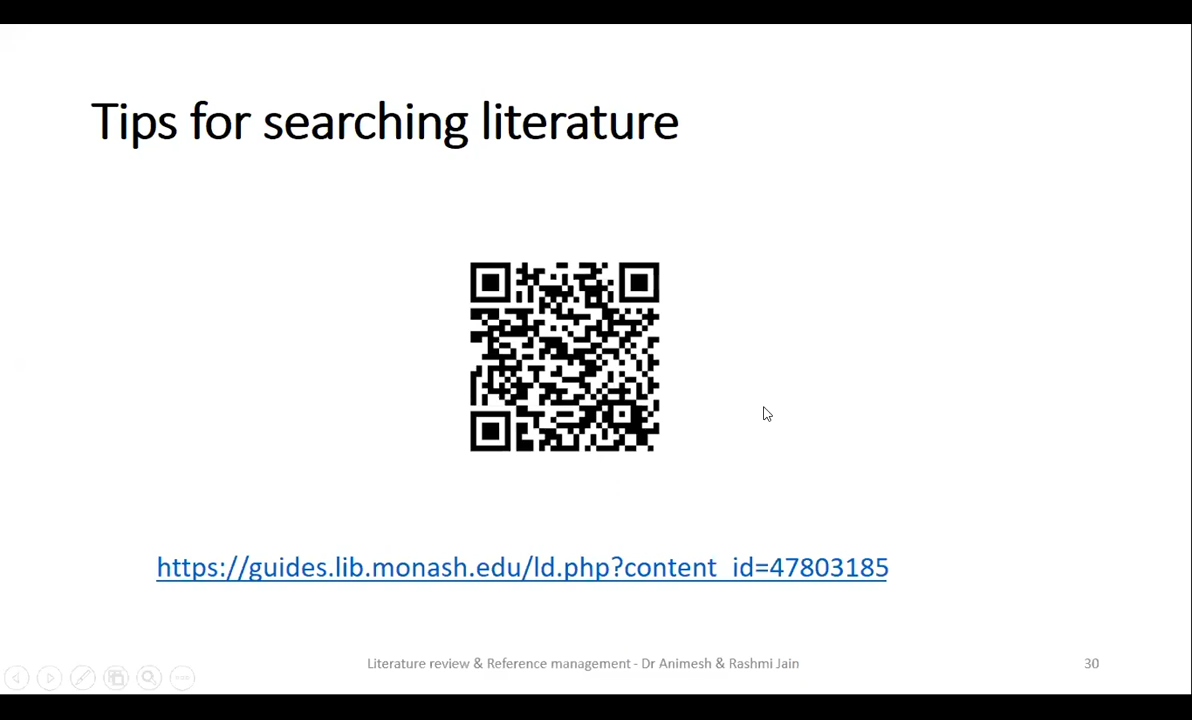 Tips for searching literature
https://guides.lib.monash.edu/ld.php?content_id=47803185
Literature review & Reference management - Dr Animesh & Rashmi Jain
30